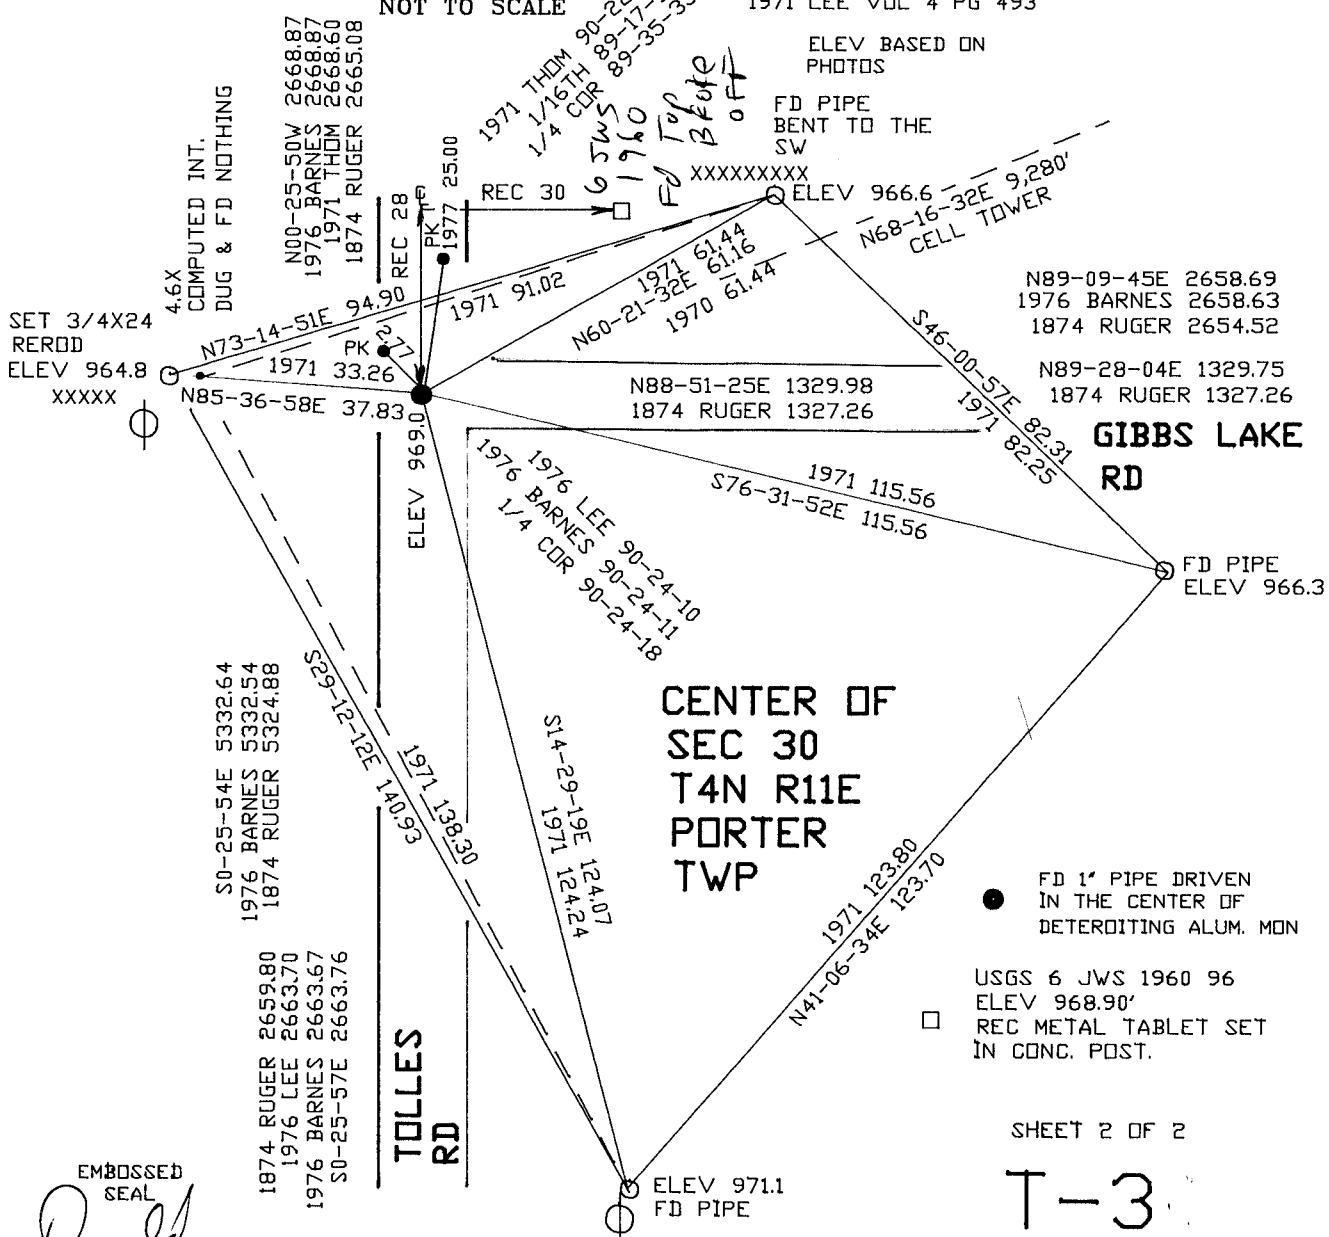 NOT TO SCALE
1971 LEE VOL 4 PG 493
ELEV BASED ON
PHOTOS
FD PIPE
BENT TO THE
SW
XXXXXXXXX
ELEV 966.6
N68-16-32E 9,280'
CELL TOWER
1971 THOM
1/16TH
1/4 COR
6 JWS
1960
Fd Top
Broke
off
N00-25-50W 2668.87
1976 BARNES 2668.87
1971 THOM 2668.60
1874 RUGER 2665.08
4.6X
COMPUTED INT.
DUG & FD NOTHING
REC 28
PK
1977 25.00
REC 30
SET 3/4X24
REROD
ELEV 964.8
XXXXX
N73-14-51E 94.90
1971 91.02
PK
2.77
1971 33.26
N85-36-58E 37.83
ELEV 969.0
1971 61.44
N60-21-32E 61.16
1970 61.44
N89-09-45E 2658.69
1976 BARNES 2658.63
1874 RUGER 2654.52
N89-28-04E 1329.75
1874 RUGER 1327.26
N88-51-25E 1329.98
1874 RUGER 1327.26
S46-00-57E 82.31
1971 82.25
GIBBS LAKE
RD
1971 115.56
S76-31-52E 115.56
1976 LEE 90-24-10
1976 BARNES 90-24-11
1/4 COR 90-24-18
FD PIPE
ELEV 966.3
S0-25-54E 5332.64
1976 BARNES 5332.54
1874 RUGER 5324.88
S29-12-12E 140.93
1971 138.30
S14-29-19E 124.07
1971 124.24
CENTER OF
SEC 30
T4N R11E
PORTER
TWP
1971 123.80
N41-06-34E 123.70
FD 1" PIPE DRIVEN
IN THE CENTER OF
DETEROITING ALUM. MON
USGS 6 JWS 1960 96
ELEV 968.90'
REC METAL TABLET SET
IN CONC. POST.
1874 RUGER 2659.80
1976 LEE 2663.70
1976 BARNES 2663.67
S0-25-57E 2663.76
TOLLES
RD
ELEV 971.1
FD PIPE
SHEET 2 OF 2
T-3
EMBOSSED
SEAL